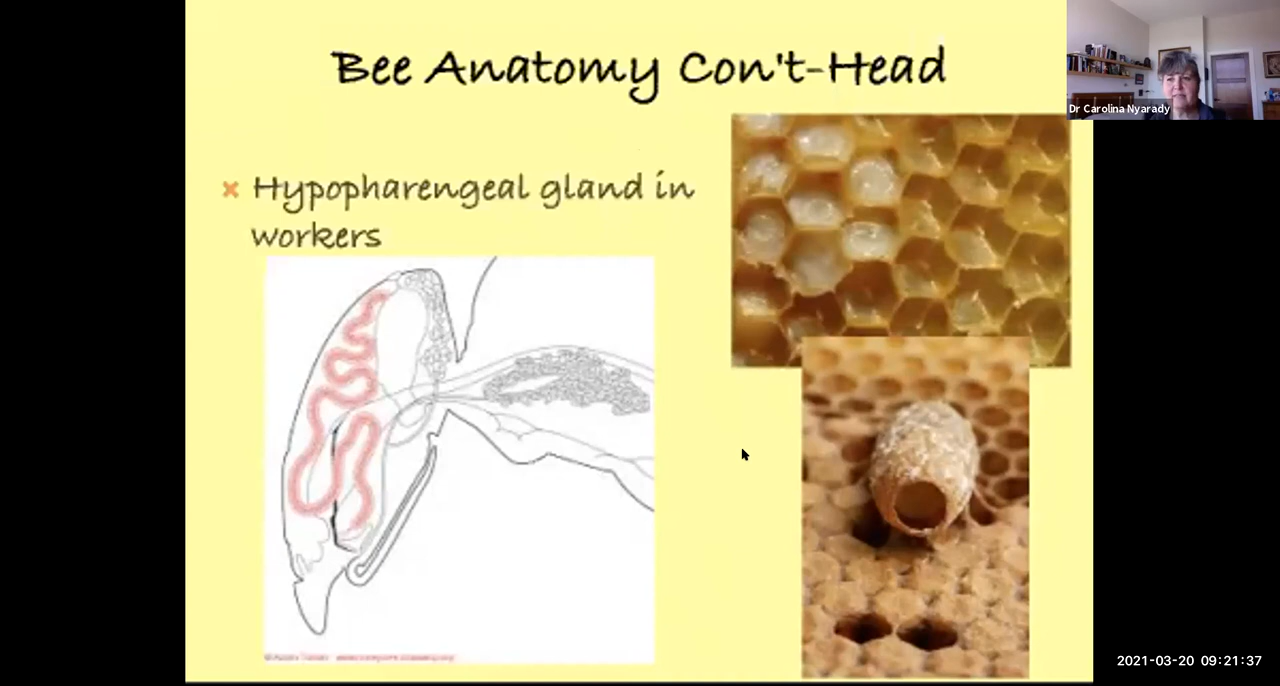 Bee Anatomy Con't-Head
Dr Carolina Nyarady
Hypopharengeal gland in
workers
2021-03-20 09:21:37